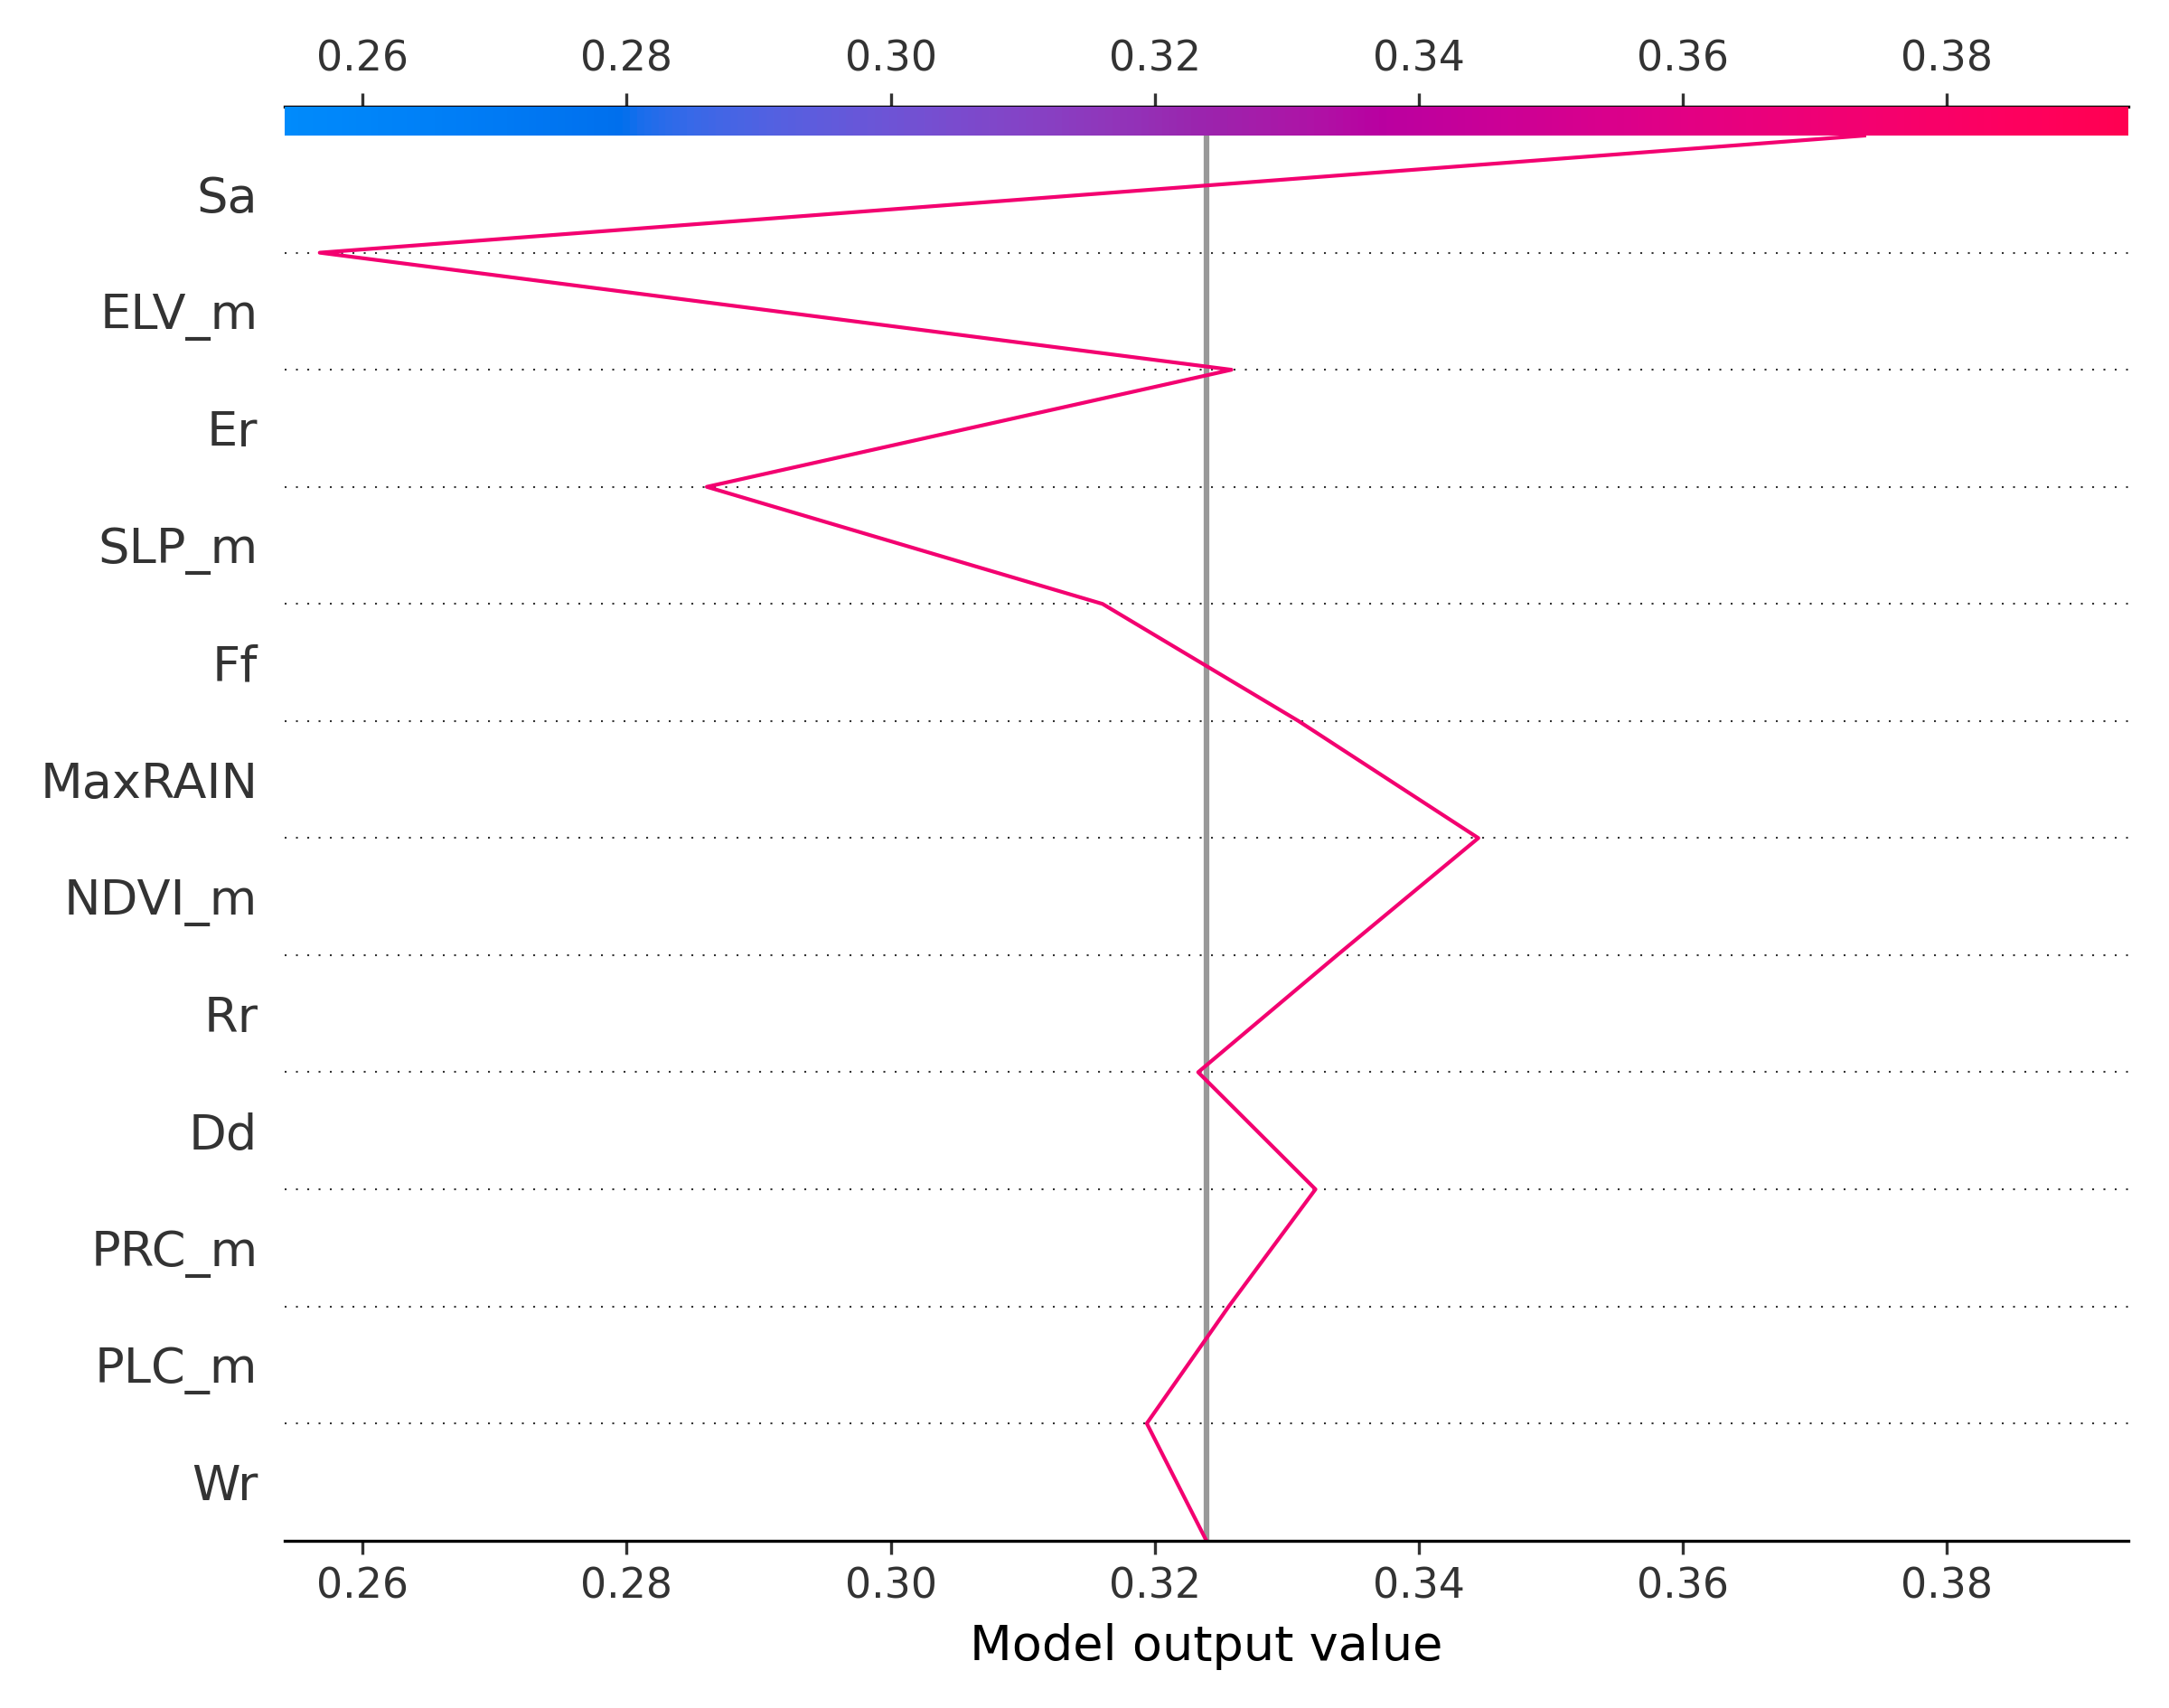 0.26 0.28 0.30 0.32 0.34 0.36 0.38
Sa
ELV_m
Er
SLP_m
Ff
MaxRAIN
NDVI_m
Rr
Dd
PRC_m
PLC_m
Wr
0.26 0.28 0.30 0.32 0.34 0.36 0.38
Model output value